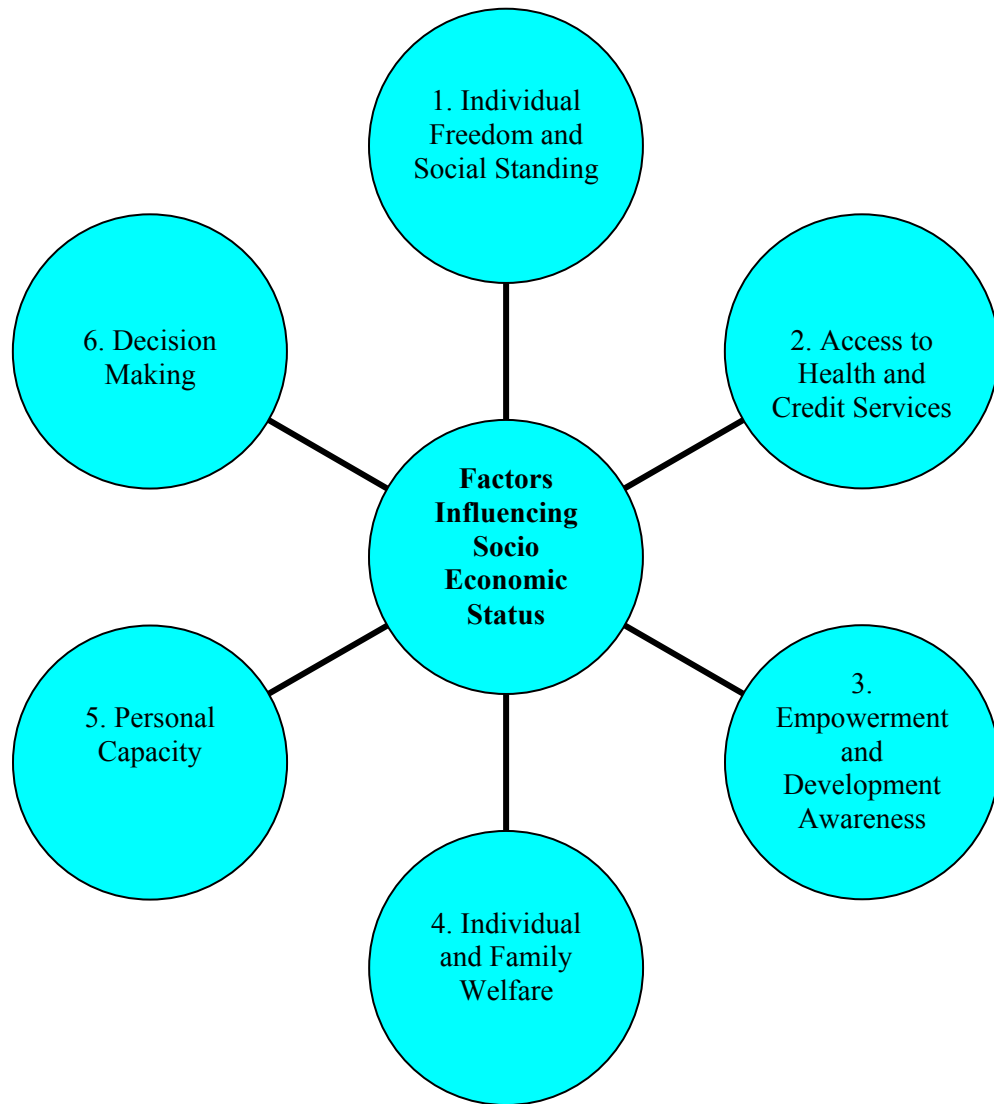 1. Individual
Freedom and
Social Standing
2. Access to
Health and
Credit Services
3.
Empowerment
and
Development
Awareness
4. Individual
and Family
Welfare
5. Personal
Capacity
6. Decision
Making
Factors
Influencing
Socio
Economic
Status